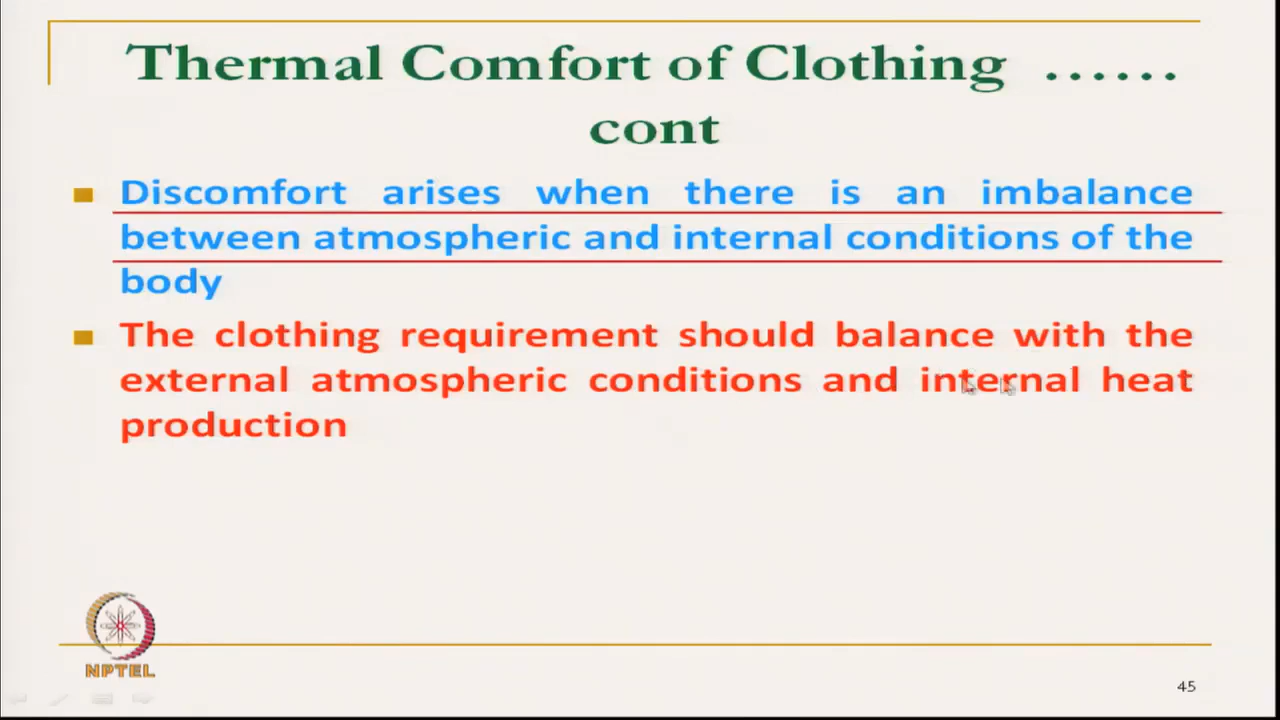 Thermal Comfort of Clothing ......
cont
Discomfort arises when there is an imbalance
between atmospheric and internal conditions of the
body
The clothing requirement should balance with the
external atmospheric conditions and internal heat
production
NPTEL
45